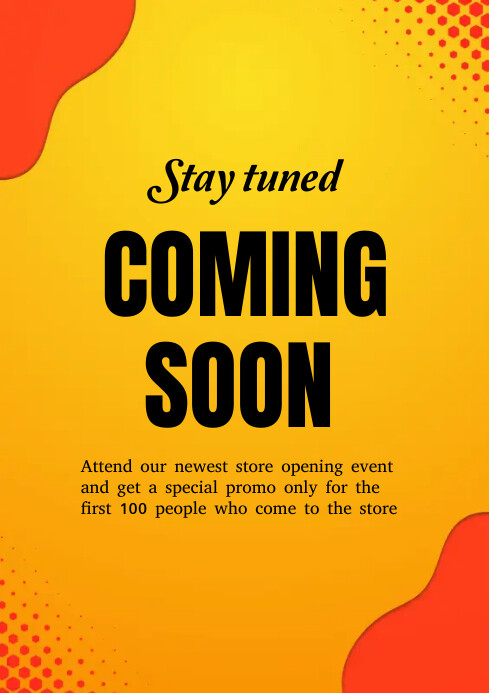 Stay tuned
COMING
SOON
Attend our newest store opening event
and get a special promo only for the
first 100 people who come to the store